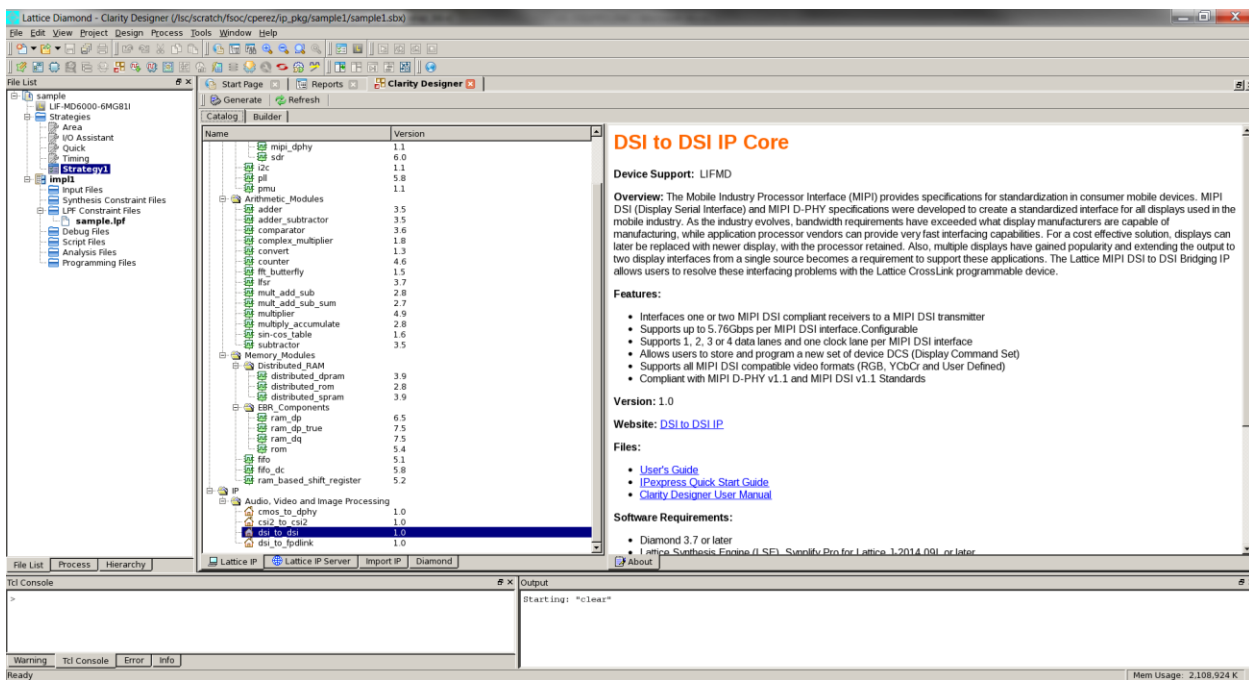 Lattice Diamond - Clarity Designer (/lsc/scratch/fsoc/cperez/ip_pkg/sample1/sample1.sbx)
File Edit View Project Design Process Tools Window Help
File List
sample
LIF-MD6000-6MG81I
Strategies
Area
I/O Assistant
Quick
Timing
Strategy1
impl1
Input Files
Synthesis Constraint Files
LPF Constraint Files
sample.lpf
Debug Files
Script Files
Analysis Files
Programming Files
File List Process Hierarchy
Start Page Reports Clarity Designer
Generate Refresh
Catalog Builder
Name Version
mipi_dphy 1.1
sdr 6.0
i2c 1.1
pll 5.8
pmu 1.1
Arithmetic_Modules
adder 3.5
adder_subtractor 3.5
comparator 3.6
complex_multiplier 1.8
convert 1.3
counter 4.6
fft_butterfly 1.5
lfsr 3.7
mult_add_sub 2.8
mult_add_sub_sum 2.7
multiplier 4.9
multiply_accumulate 2.8
sin-cos_table 1.6
subtractor 3.5
Memory_Modules
Distributed_RAM
distributed_dpram 3.9
distributed_rom 2.8
distributed_spram 3.9
EBR_Components
ram_dp 6.5
ram_dp_true 7.5
ram_dq 7.5
rom 5.4
fifo 5.1
fifo_dc 5.8
ram_based_shift_register 5.2
IP
Audio, Video and Image Processing
cmos_to_dphy 1.0
csi2_to_csi2 1.0
dsi_to_dsi 1.0
dsi_to_fpdlink 1.0
Lattice IP Lattice IP Server Import IP Diamond
DSI to DSI IP Core
Device Support: LIFMD
Overview: The Mobile Industry Processor Interface (MIPI) provides specifications for standardization in consumer mobile devices. MIPI
DSI (Display Serial Interface) and MIPI D-PHY specifications were developed to create a standardized interface for all displays used in the
mobile industry. As the industry evolves, bandwidth requirements have exceeded what display manufacturers are capable of
manufacturing, while application processor vendors can provide very fast interfacing capabilities. For a cost effective solution, displays can
later be replaced with newer display, with the processor retained. Also, multiple displays have gained popularity and extending the output to
two display interfaces from a single source becomes a requirement to support these applications. The Lattice MIPI DSI to DSI Bridging IP
allows users to resolve these interfacing problems with the Lattice CrossLink programmable device.
Features:
• Interfaces one or two MIPI DSI compliant receivers to a MIPI DSI transmitter
• Supports up to 5.76Gbps per MIPI DSI interface.Configurable
• Supports 1, 2, 3 or 4 data lanes and one clock lane per MIPI DSI interface
• Allows users to store and program a new set of device DCS (Display Command Set)
• Supports all MIPI DSI compatible video formats (RGB, YCbCr and User Defined)
• Compliant with MIPI D-PHY v1.1 and MIPI DSI v1.1 Standards
Version: 1.0
Website: DSI to DSI IP
Files:
• User's Guide
• IPexpress Quick Start Guide
• Clarity Designer User Manual
Software Requirements:
• Diamond 3.7 or later
• Lattice Synthesis Engine (LSE), Synplify Pro for Lattice J-2014.09L or later
About
Tcl Console
>
Warning Tcl Console Error Info
Output
Starting: "clear"
Ready
Mem Usage: 2,108,924 K